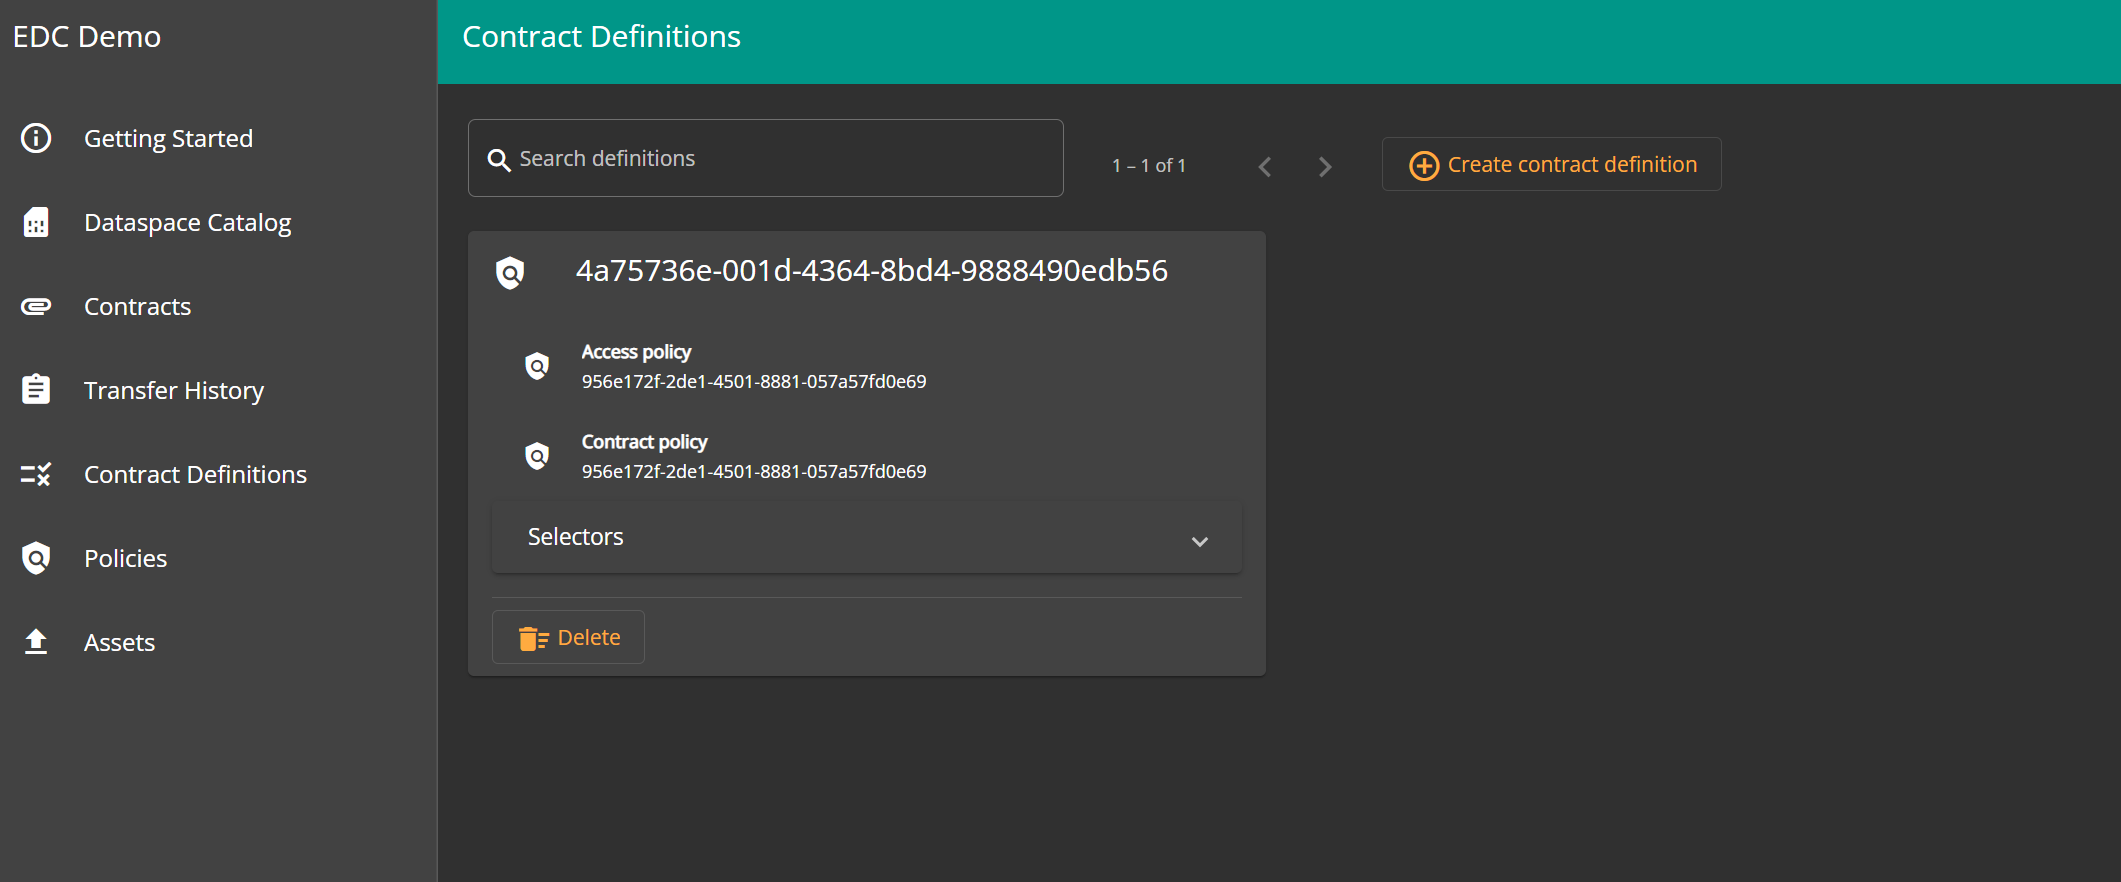 EDC Demo
Contract Definitions
Getting Started
Dataspace Catalog
Contracts
Transfer History
Contract Definitions
Policies
Assets
Search definitions
1 – 1 of 1
Create contract definition
4a75736e-001d-4364-8bd4-9888490edb56
Access policy
956e172f-2de1-4501-8881-057a57fd0e69
Contract policy
956e172f-2de1-4501-8881-057a57fd0e69
Selectors
Delete